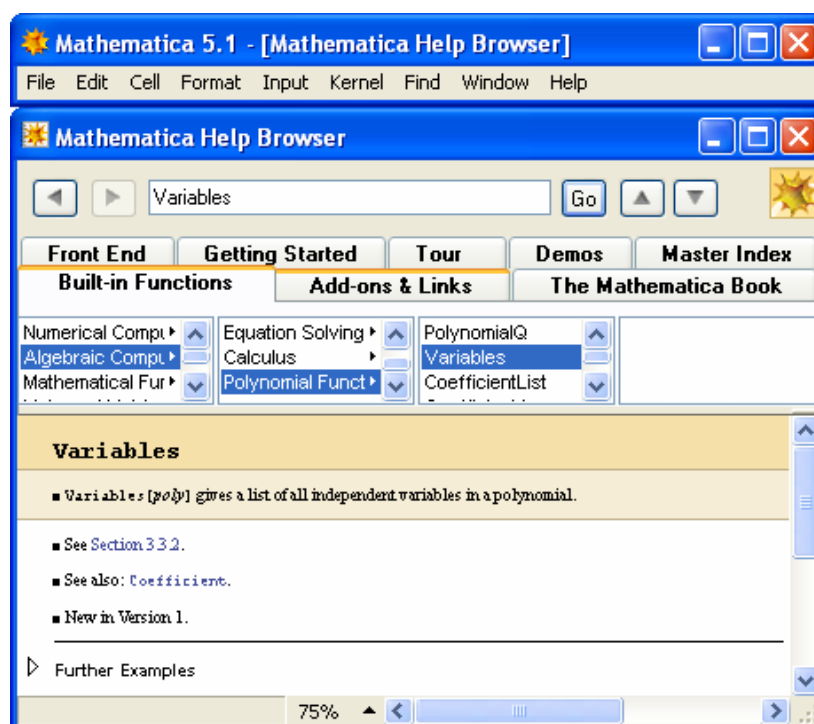 Mathematica 5.1 - [Mathematica Help Browser]
File Edit Cell Format Input Kernel Find Window Help
Mathematica Help Browser
Variables Go
Front End Getting Started Tour Demos Master Index
Built-in Functions Add-ons & Links The Mathematica Book
Numerical Compu Equation Solving PolynomialQ
Algebraic Compu Calculus Variables
Mathematical Fur Polynomial Funct CoefficientList
Variables
■ Variables[poly] gives a list of all independent variables in a polynomial.
■ See Section 3.3.2.
■ See also: Coefficient.
■ New in Version 1.
Further Examples
75%